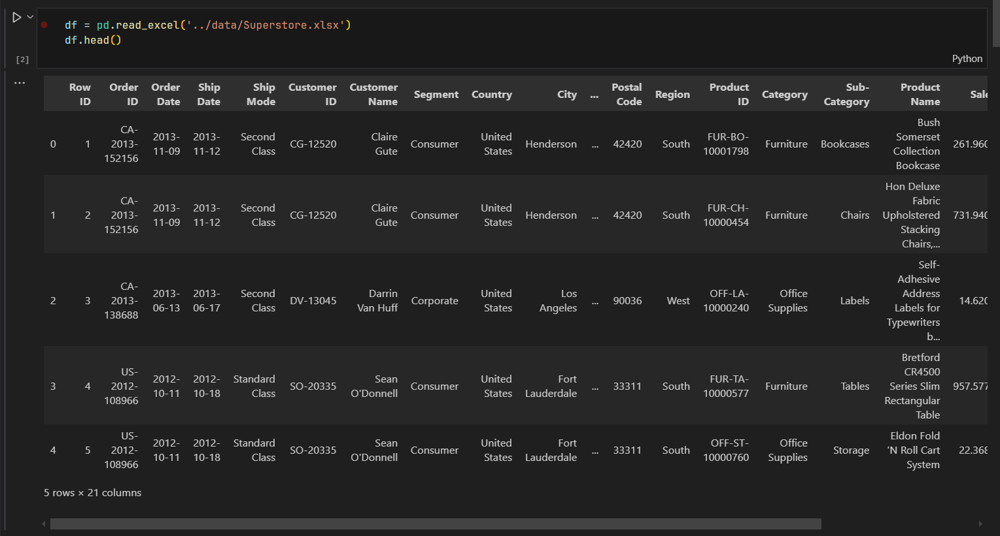 df = pd.read_excel('../data/Superstore.xlsx')
df.head()
[2]
Python
...
Row ID Order ID Order Date Ship Date Ship Mode Customer ID Customer Name Segment Country City ... Postal Code Region Product ID Category Sub-Category Product Name Sale
0 1 CA-2013-152156 2013-11-09 2013-11-12 Second Class CG-12520 Claire Gute Consumer United States Henderson ... 42420 South FUR-BO-10001798 Furniture Bookcases Bush Somerset Collection Bookcase 261.960
1 2 CA-2013-152156 2013-11-09 2013-11-12 Second Class CG-12520 Claire Gute Consumer United States Henderson ... 42420 South FUR-CH-10000454 Furniture Chairs Hon Deluxe Fabric Upholstered Stacking Chairs,... 731.940
2 3 CA-2013-138688 2013-06-13 2013-06-17 Second Class DV-13045 Darrin Van Huff Corporate United States Los Angeles ... 90036 West OFF-LA-10000240 Office Supplies Labels Self-Adhesive Address Labels for Typewriters b... 14.620
3 4 US-2012-108966 2012-10-11 2012-10-18 Standard Class SO-20335 Sean O'Donnell Consumer United States Fort Lauderdale ... 33311 South FUR-TA-10000577 Furniture Tables Bretford CR4500 Series Slim Rectangular Table 957.577
4 5 US-2012-108966 2012-10-11 2012-10-18 Standard Class SO-20335 Sean O'Donnell Consumer United States Fort Lauderdale ... 33311 South OFF-ST-10000760 Office Supplies Storage Eldon Fold 'N Roll Cart System 22.368
5 rows × 21 columns